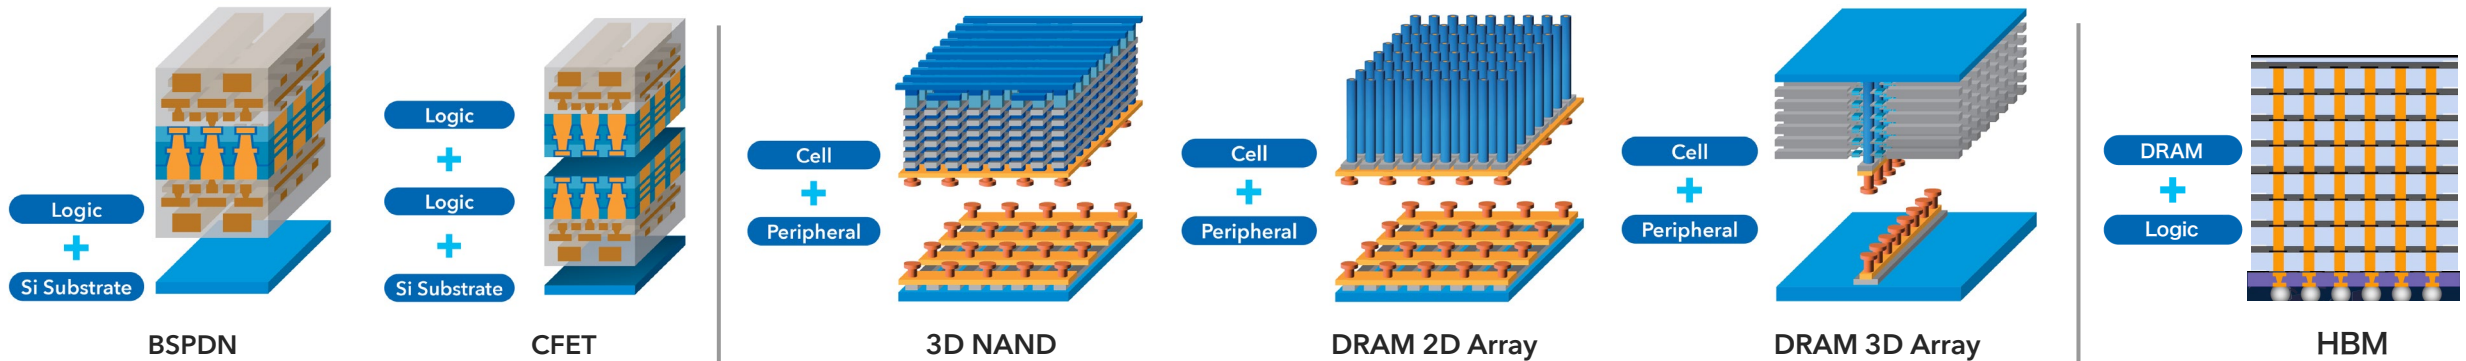 Logic
+
Si Substrate
BSPDN
Logic
+
Logic
+
Si Substrate
CFET
Cell
+
Peripheral
3D NAND
Cell
+
Peripheral
DRAM 2D Array
Cell
+
Peripheral
DRAM 3D Array
DRAM
+
Logic
HBM